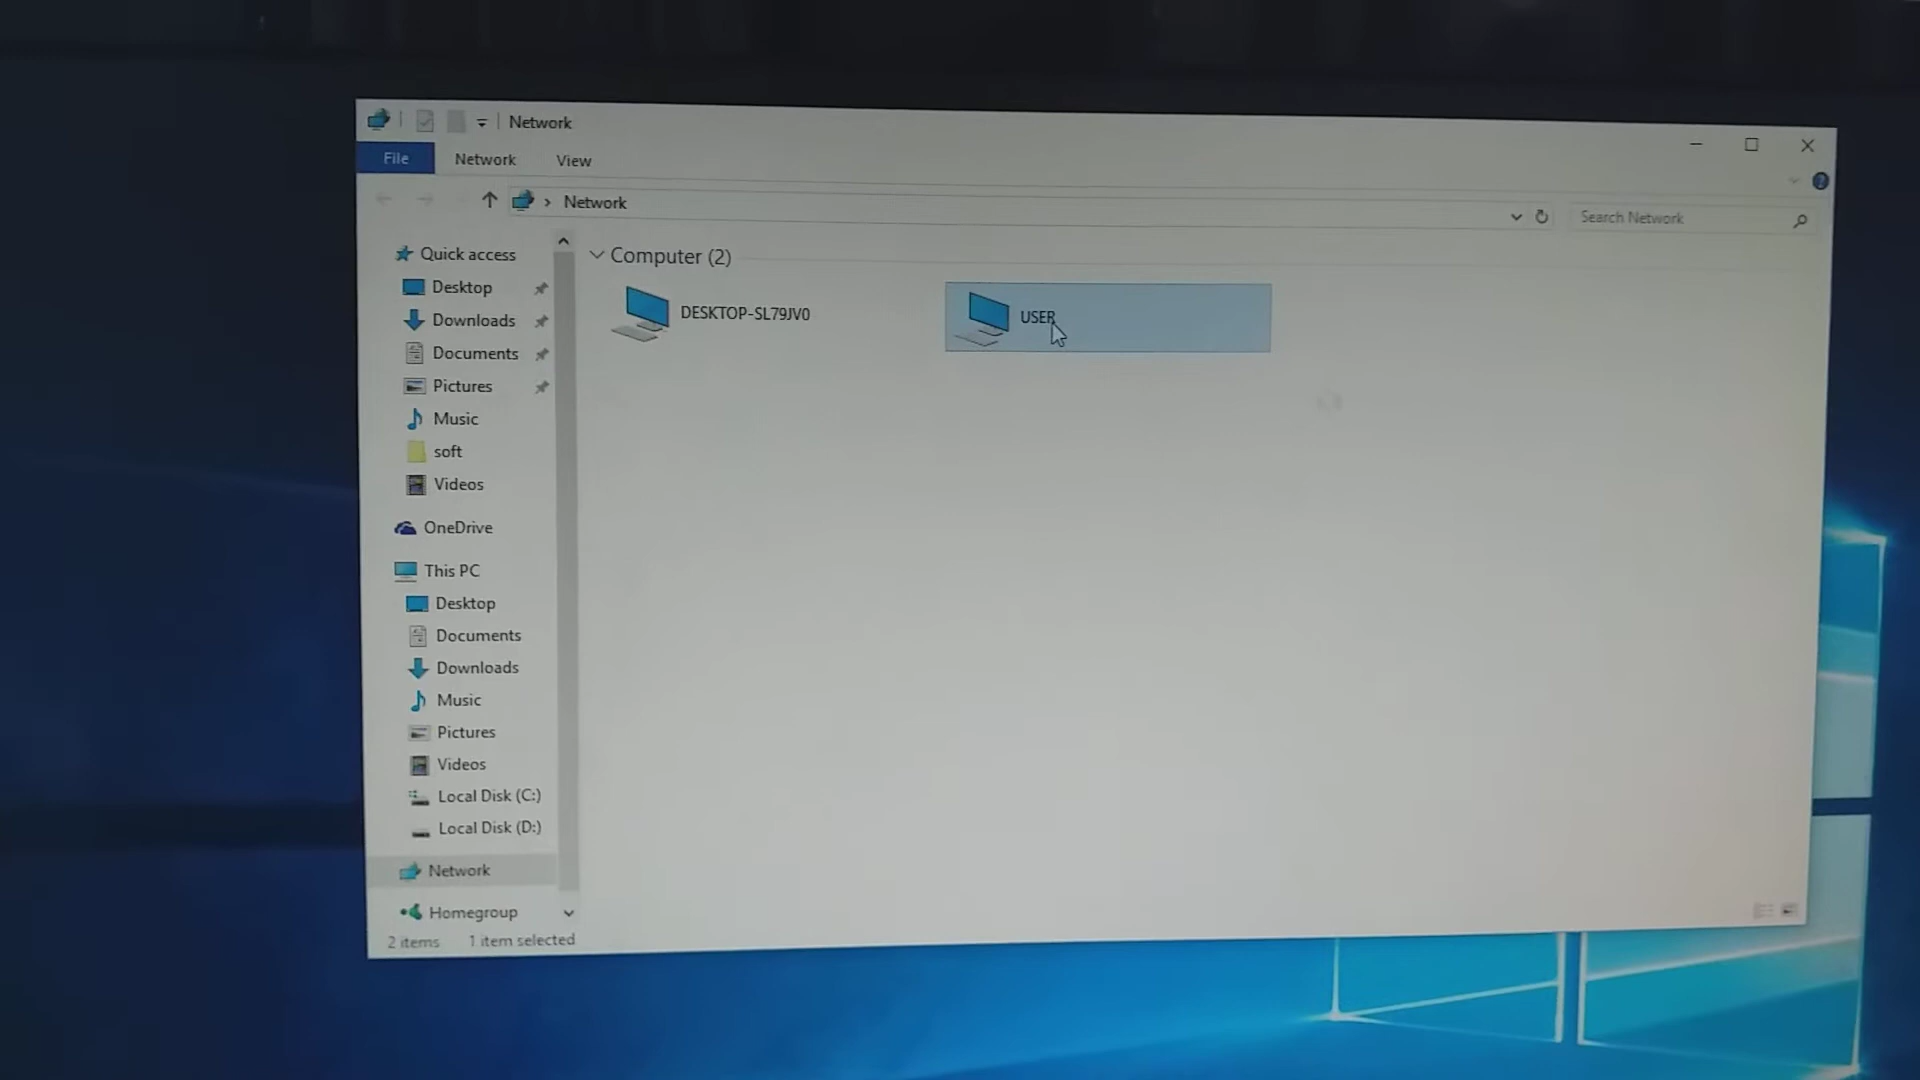 Network
File Network View
Network
Search Network
Quick access
Desktop
Downloads
Documents
Pictures
Music
soft
Videos
OneDrive
This PC
Desktop
Documents
Downloads
Music
Pictures
Videos
Local Disk (C:)
Local Disk (D:)
Network
Homegroup
Computer (2)
DESKTOP-SL79JV0
USER
2 items 1 item selected